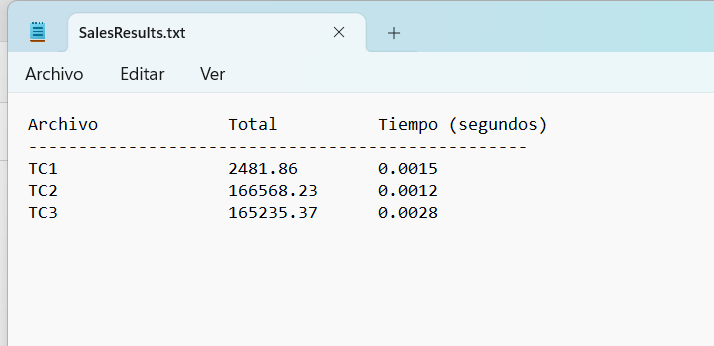 SalesResults.txt
Archivo Editar Ver
Archivo Total Tiempo (segundos)
--------------------------------------------------
TC1 2481.86 0.0015
TC2 166568.23 0.0012
TC3 165235.37 0.0028